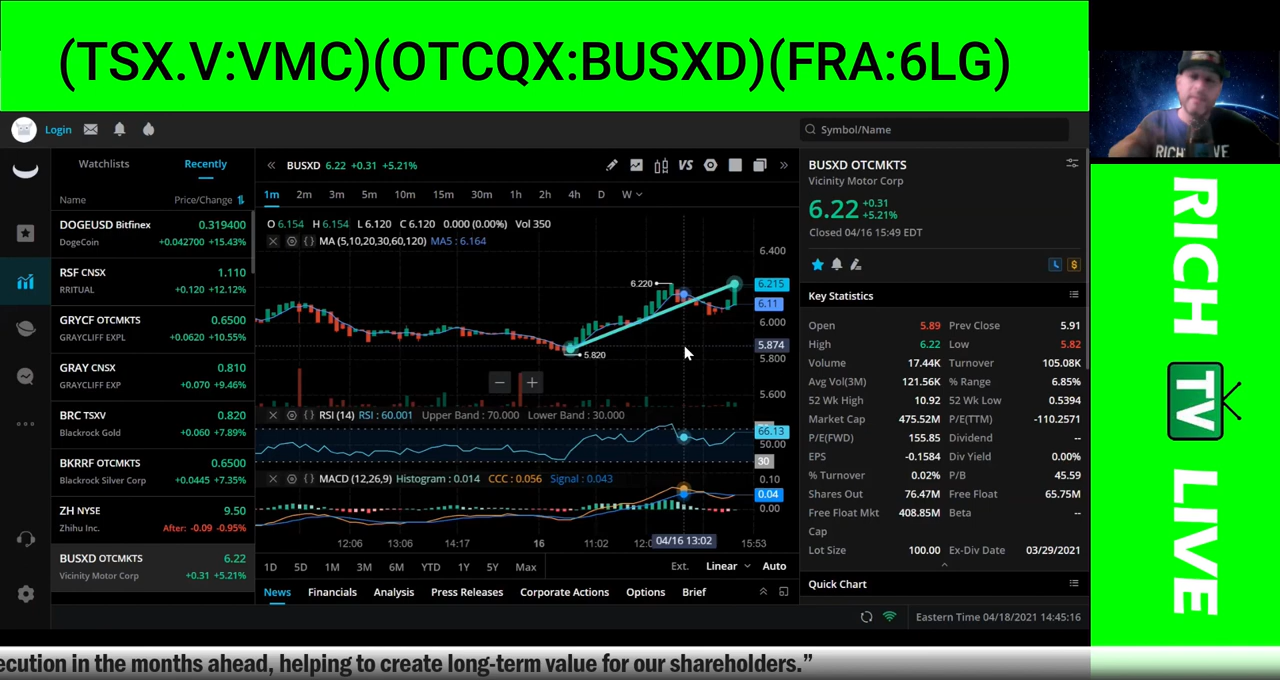 (TSX.V:VMC)(OTCQX:BUSXD)(FRA:6LG)
Login
Symbol/Name
Watchlists Recently
Name Price/Change
DOGEUSD Bitfinex 0.319400
DogeCoin +0.042700 +15.43%
RSF CNSX 1.110
RRITUAL +0.120 +12.12%
GRYCF OTCMKTS 0.6500
GRAYCLIFF EXPL +0.0620 +10.55%
GRAY CNSX 0.810
GRAYCLIFF EXP +0.070 +9.46%
BRC TSXV 0.820
Blackrock Gold +0.060 +7.89%
BKRRF OTCMKTS 0.6500
Blackrock Silver Corp +0.0445 +7.35%
ZH NYSE 9.50
Zhihu Inc. After: -0.09 -0.95%
BUSXD OTCMKTS 6.22
Vicinity Motor Corp +0.31 +5.21%
BUSXD 6.22 +0.31 +5.21%
VS
1m 2m 3m 5m 10m 15m 30m 1h 2h 4h D W
O 6.154 H 6.154 L 6.120 C 6.120 0.000 (0.00%) Vol 350
MA (5,10,20,30,60,120) MA5 : 6.164
6.400
6.220
6.215
6.11
6.000
5.874
5.820
5.800
5.600
RSI (14) RSI : 60.001 Upper Band : 70.000 Lower Band : 30.000
66.13
50.00
30
MACD (12,26,9) Histogram : 0.014 CCC : 0.056 Signal : 0.043
0.10
0.04
0.00
12:06 13:06 14:17 16 11:02 04/16 13:02 15:53
1D 5D 1M 3M 6M YTD 1Y 5Y Max Ext. Linear Auto
News Financials Analysis Press Releases Corporate Actions Options Brief
BUSXD OTCMKTS
Vicinity Motor Corp
6.22 +0.31
+5.21%
Closed 04/16 15:49 EDT
Key Statistics
Open 5.89 Prev Close 5.91
High 6.22 Low 5.82
Volume 17.44K Turnover 105.08K
Avg Vol(3M) 121.56K % Range 6.85%
52 Wk High 10.92 52 Wk Low 0.5394
Market Cap 475.52M P/E(TTM) -110.2571
P/E(FWD) 155.85 Dividend --
EPS -0.1584 Div Yield 0.00%
% Turnover 0.02% P/B 45.59
Shares Out 76.47M Free Float 65.75M
Free Float Mkt Cap 408.85M Beta --
Lot Size 100.00 Ex-Div Date 03/29/2021
Quick Chart
Eastern Time 04/18/2021 14:45:16
RICH TV LIVE
ecution in the months ahead, helping to create long-term value for our shareholders.”